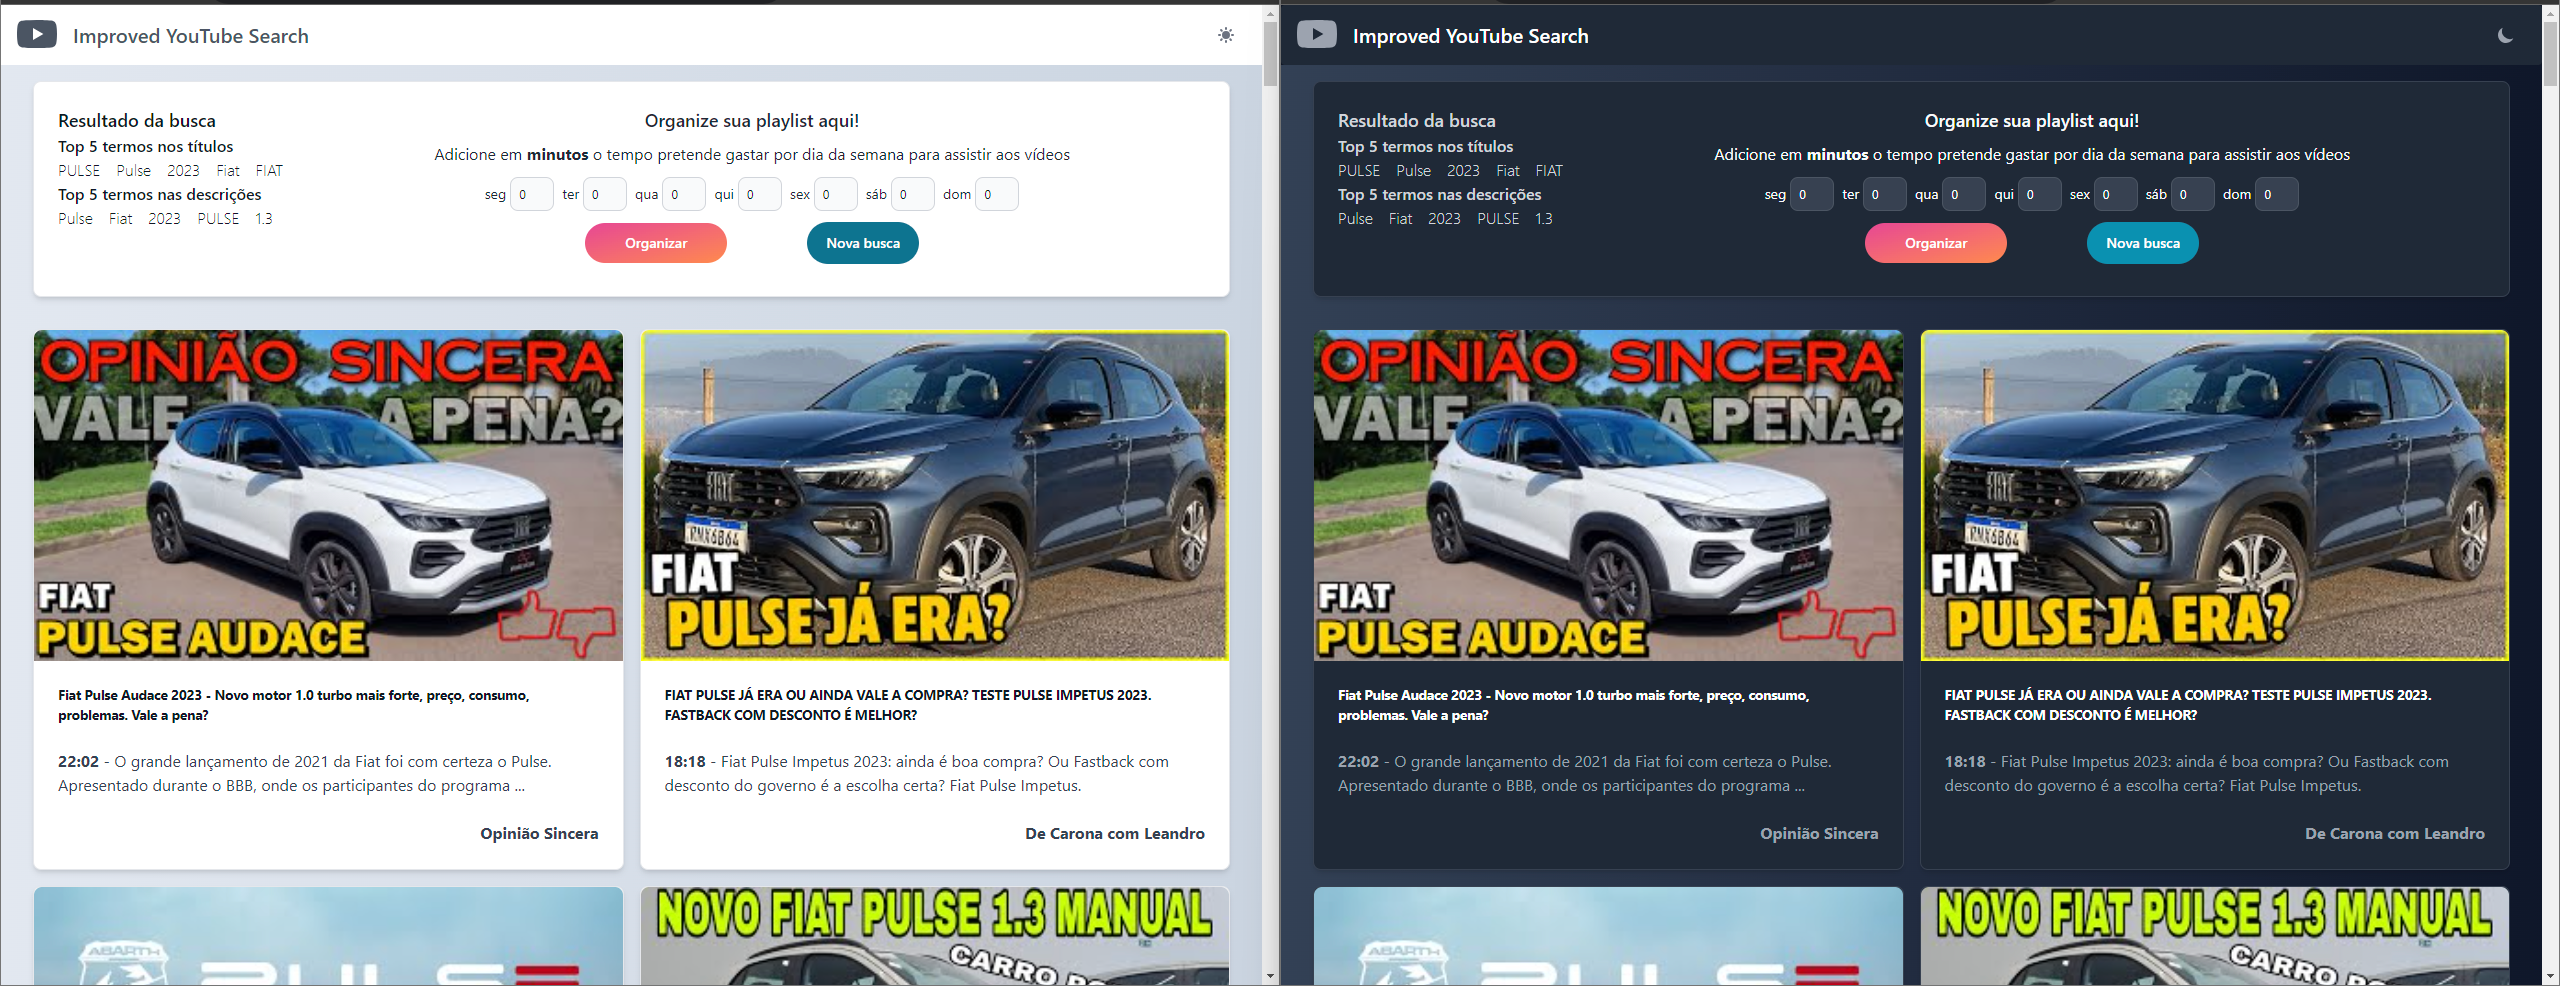 Improved YouTube Search
Resultado da busca
Top 5 termos nos títulos
PULSE Pulse 2023 Fiat FIAT
Top 5 termos nas descrições
Pulse Fiat 2023 PULSE 1.3
Organize sua playlist aqui!
Adicione em minutos o tempo pretende gastar por dia da semana para assistir aos vídeos
seg 0 ter 0 qua 0 qui 0 sex 0 sáb 0 dom 0
Organizar Nova busca
OPINIÃO SINCERA
VALE A PENA?
FIAT
PULSE AUDACE
Fiat Pulse Audace 2023 - Novo motor 1.0 turbo mais forte, preço, consumo,
problemas. Vale a pena?
22:02 - O grande lançamento de 2021 da Fiat foi com certeza o Pulse.
Apresentado durante o BBB, onde os participantes do programa ...
Opinião Sincera
FIAT
RMX6B64
FIAT
PULSE JÁ ERA?
FIAT PULSE JÁ ERA OU AINDA VALE A COMPRA? TESTE PULSE IMPETUS 2023.
FASTBACK COM DESCONTO É MELHOR?
18:18 - Fiat Pulse Impetus 2023: ainda é boa compra? Ou Fastback com
desconto do governo é a escolha certa? Fiat Pulse Impetus.
De Carona com Leandro
ABARTH
PULSE
NOVO FIAT PULSE 1.3 MANUAL
CARRO
Improved YouTube Search
Resultado da busca
Top 5 termos nos títulos
PULSE Pulse 2023 Fiat FIAT
Top 5 termos nas descrições
Pulse Fiat 2023 PULSE 1.3
Organize sua playlist aqui!
Adicione em minutos o tempo pretende gastar por dia da semana para assistir aos vídeos
seg 0 ter 0 qua 0 qui 0 sex 0 sáb 0 dom 0
Organizar Nova busca
OPINIÃO SINCERA
VALE A PENA?
FIAT
PULSE AUDACE
Fiat Pulse Audace 2023 - Novo motor 1.0 turbo mais forte, preço, consumo,
problemas. Vale a pena?
22:02 - O grande lançamento de 2021 da Fiat foi com certeza o Pulse.
Apresentado durante o BBB, onde os participantes do programa ...
Opinião Sincera
FIAT
RMX6B64
FIAT
PULSE JÁ ERA?
FIAT PULSE JÁ ERA OU AINDA VALE A COMPRA? TESTE PULSE IMPETUS 2023.
FASTBACK COM DESCONTO É MELHOR?
18:18 - Fiat Pulse Impetus 2023: ainda é boa compra? Ou Fastback com
desconto do governo é a escolha certa? Fiat Pulse Impetus.
De Carona com Leandro
ABARTH
PULSE
NOVO FIAT PULSE 1.3 MANUAL
CARRO